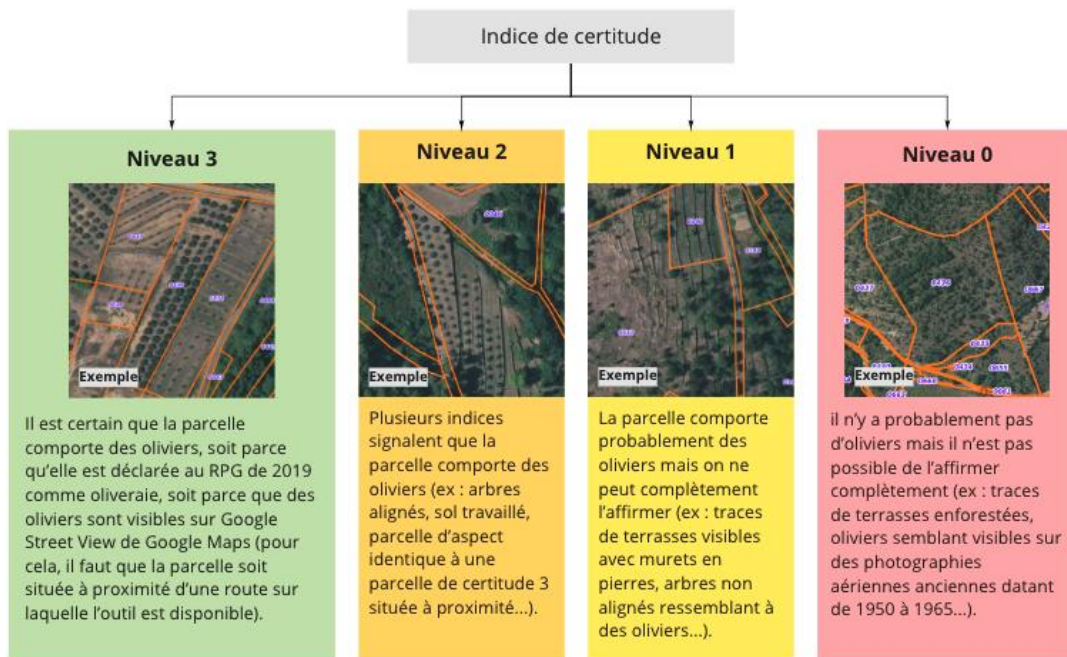 Indice de certitude
Niveau 3
Exemple
Il est certain que la parcelle
comporte des oliviers, soit parce
qu'elle est déclarée au RPG de 2019
comme oliveraie, soit parce que des
oliviers sont visibles sur Google
Street View de Google Maps (pour
cela, il faut que la parcelle soit
située à proximité d'une route sur
laquelle l'outil est disponible).
Niveau 2
Exemple
Plusieurs indices
signalent que la
parcelle comporte des
oliviers (ex : arbres
alignés, sol travaillé,
parcelle d'aspect
identique à une
parcelle de certitude 3
située à proximité...).
Niveau 1
Exemple
La parcelle comporte
probablement des
oliviers mais on ne
peut complètement
l'affirmer (ex : traces
de terrasses visibles
avec murets en
pierres, arbres non
alignés ressemblant à
des oliviers...).
Niveau 0
Exemple
il n'y a probablement pas
d'oliviers mais il n'est pas
possible de l'affirmer
complètement (ex : traces
de terrasses enforestées,
oliviers semblant visibles sur
des photographies
aériennes anciennes datant
de 1950 à 1965...).